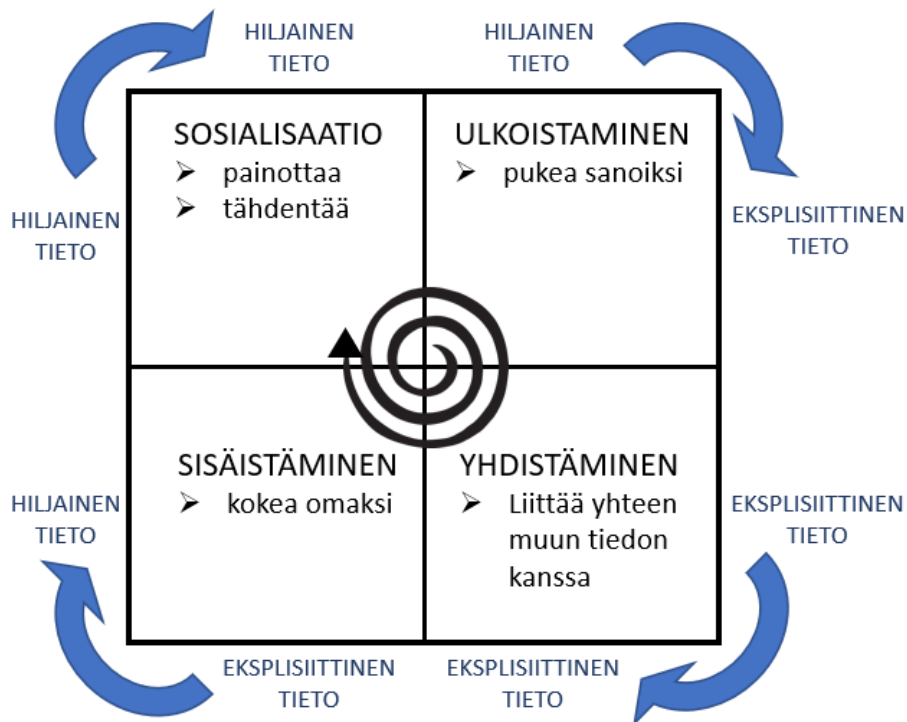 HILJAINEN
TIETO
HILJAINEN
TIETO
HILJAINEN
TIETO
SOSIALISAATIO
➢ painottaa
➢ tähdentää
ULKOISTAMINEN
➢ pukea sanoiksi
EKSPLISIITTINEN
TIETO
HILJAINEN
TIETO
SISÄISTÄMINEN
➢ kokea omaksi
YHDISTÄMINEN
➢ Liittää yhteen
muun tiedon
kanssa
EKSPLISIITTINEN
TIETO
EKSPLISIITTINEN
TIETO
EKSPLISIITTINEN
TIETO